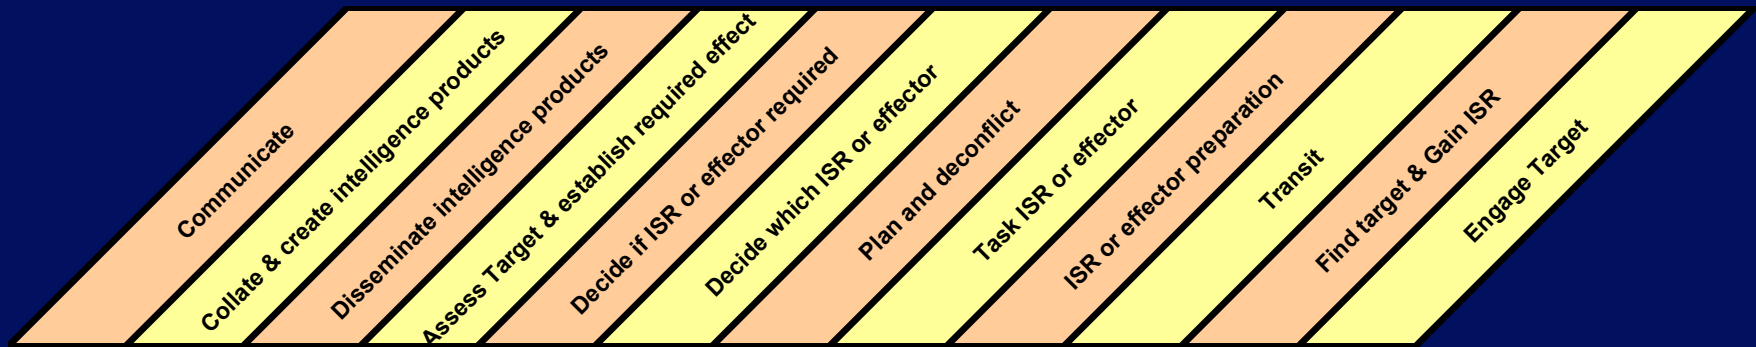 Communicate
Collate & create intelligence products
Disseminate intelligence products
Assess Target & establish required effect
Decide if ISR or effector required
Decide which ISR or effector
Plan and deconflict
Task ISR or effector
ISR or effector preparation
Transit
Find target & Gain ISR
Engage Target